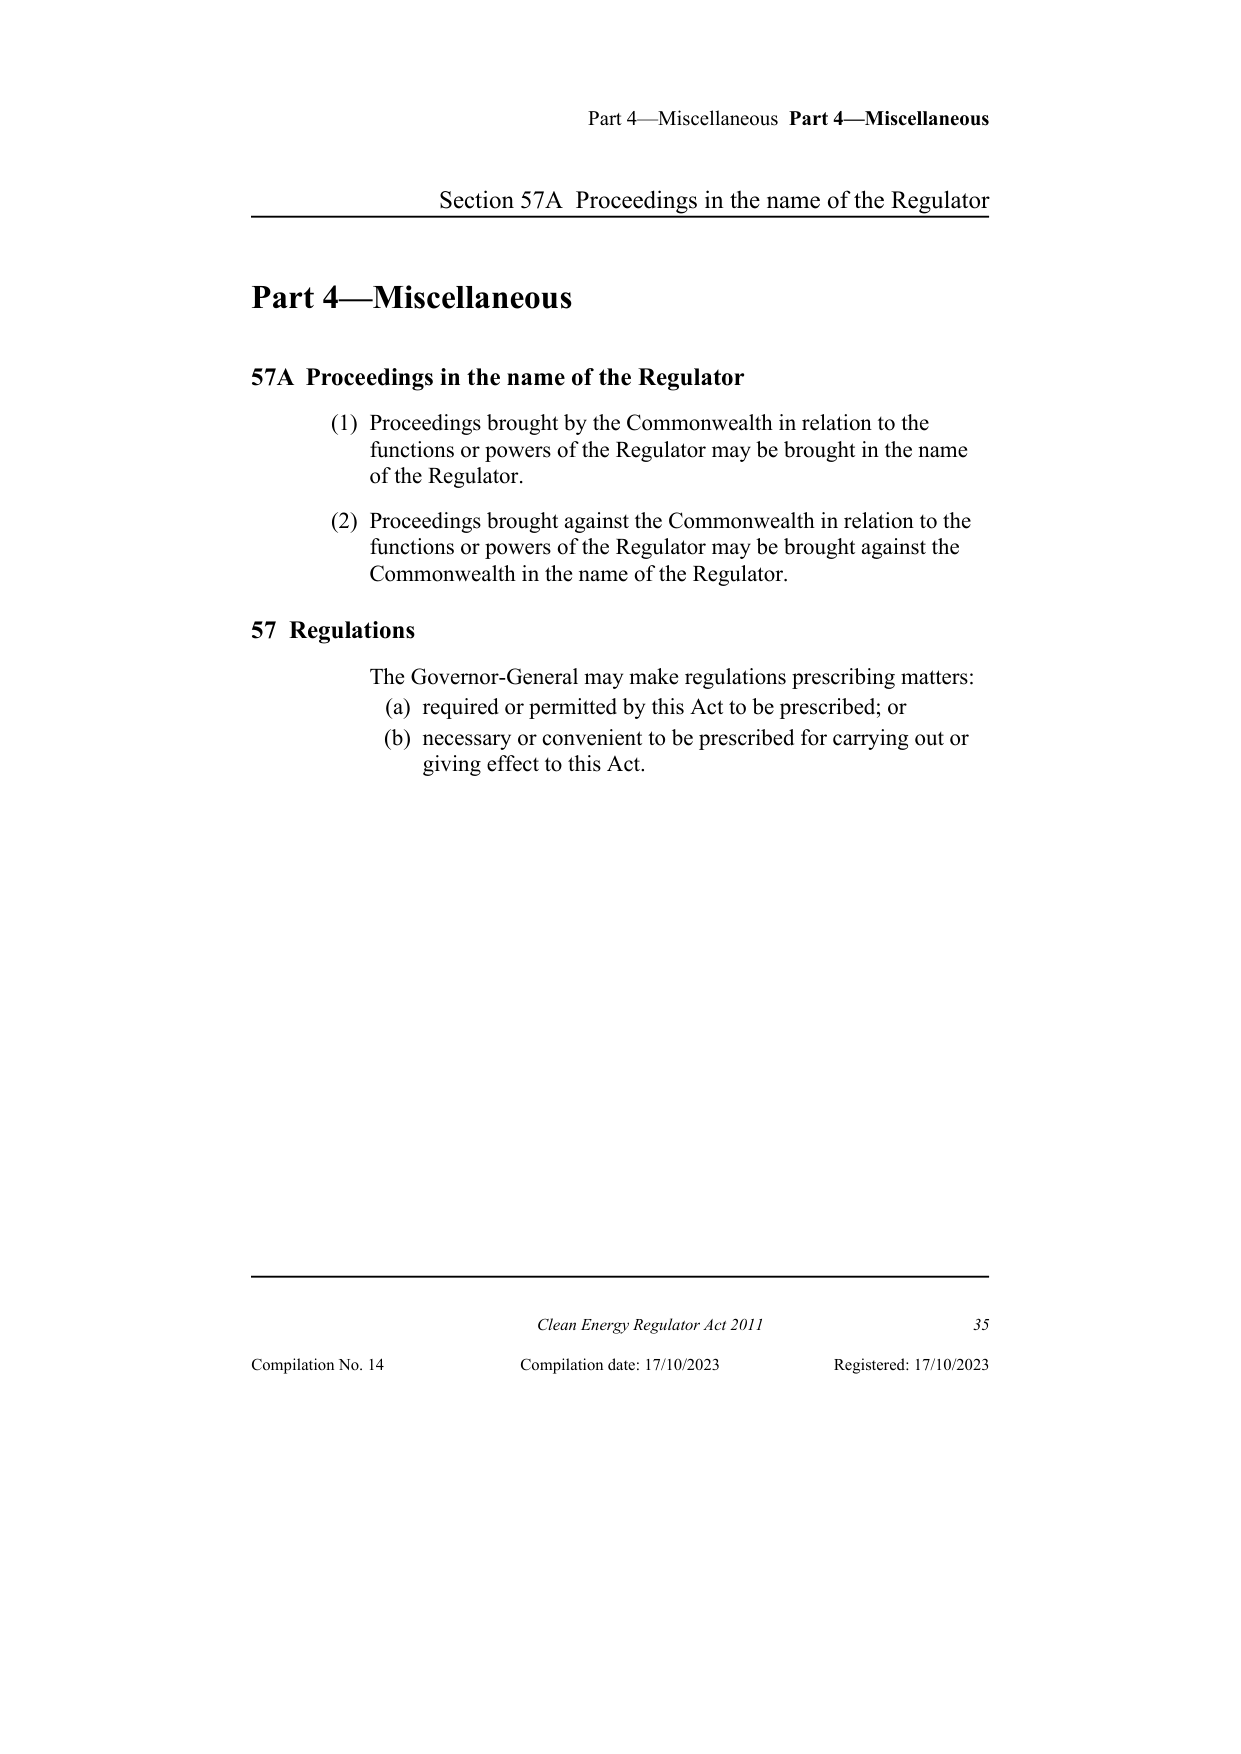 Part 4—Miscellaneous  Part 4—Miscellaneous
Section 57A  Proceedings in the name of the Regulator
Part 4—Miscellaneous
57A  Proceedings in the name of the Regulator
(1)  Proceedings brought by the Commonwealth in relation to the
functions or powers of the Regulator may be brought in the name
of the Regulator.
(2)  Proceedings brought against the Commonwealth in relation to the
functions or powers of the Regulator may be brought against the
Commonwealth in the name of the Regulator.
57  Regulations
The Governor-General may make regulations prescribing matters:
(a)  required or permitted by this Act to be prescribed; or
(b)  necessary or convenient to be prescribed for carrying out or
giving effect to this Act.
Clean Energy Regulator Act 2011 35
Compilation No. 14 Compilation date: 17/10/2023 Registered: 17/10/2023